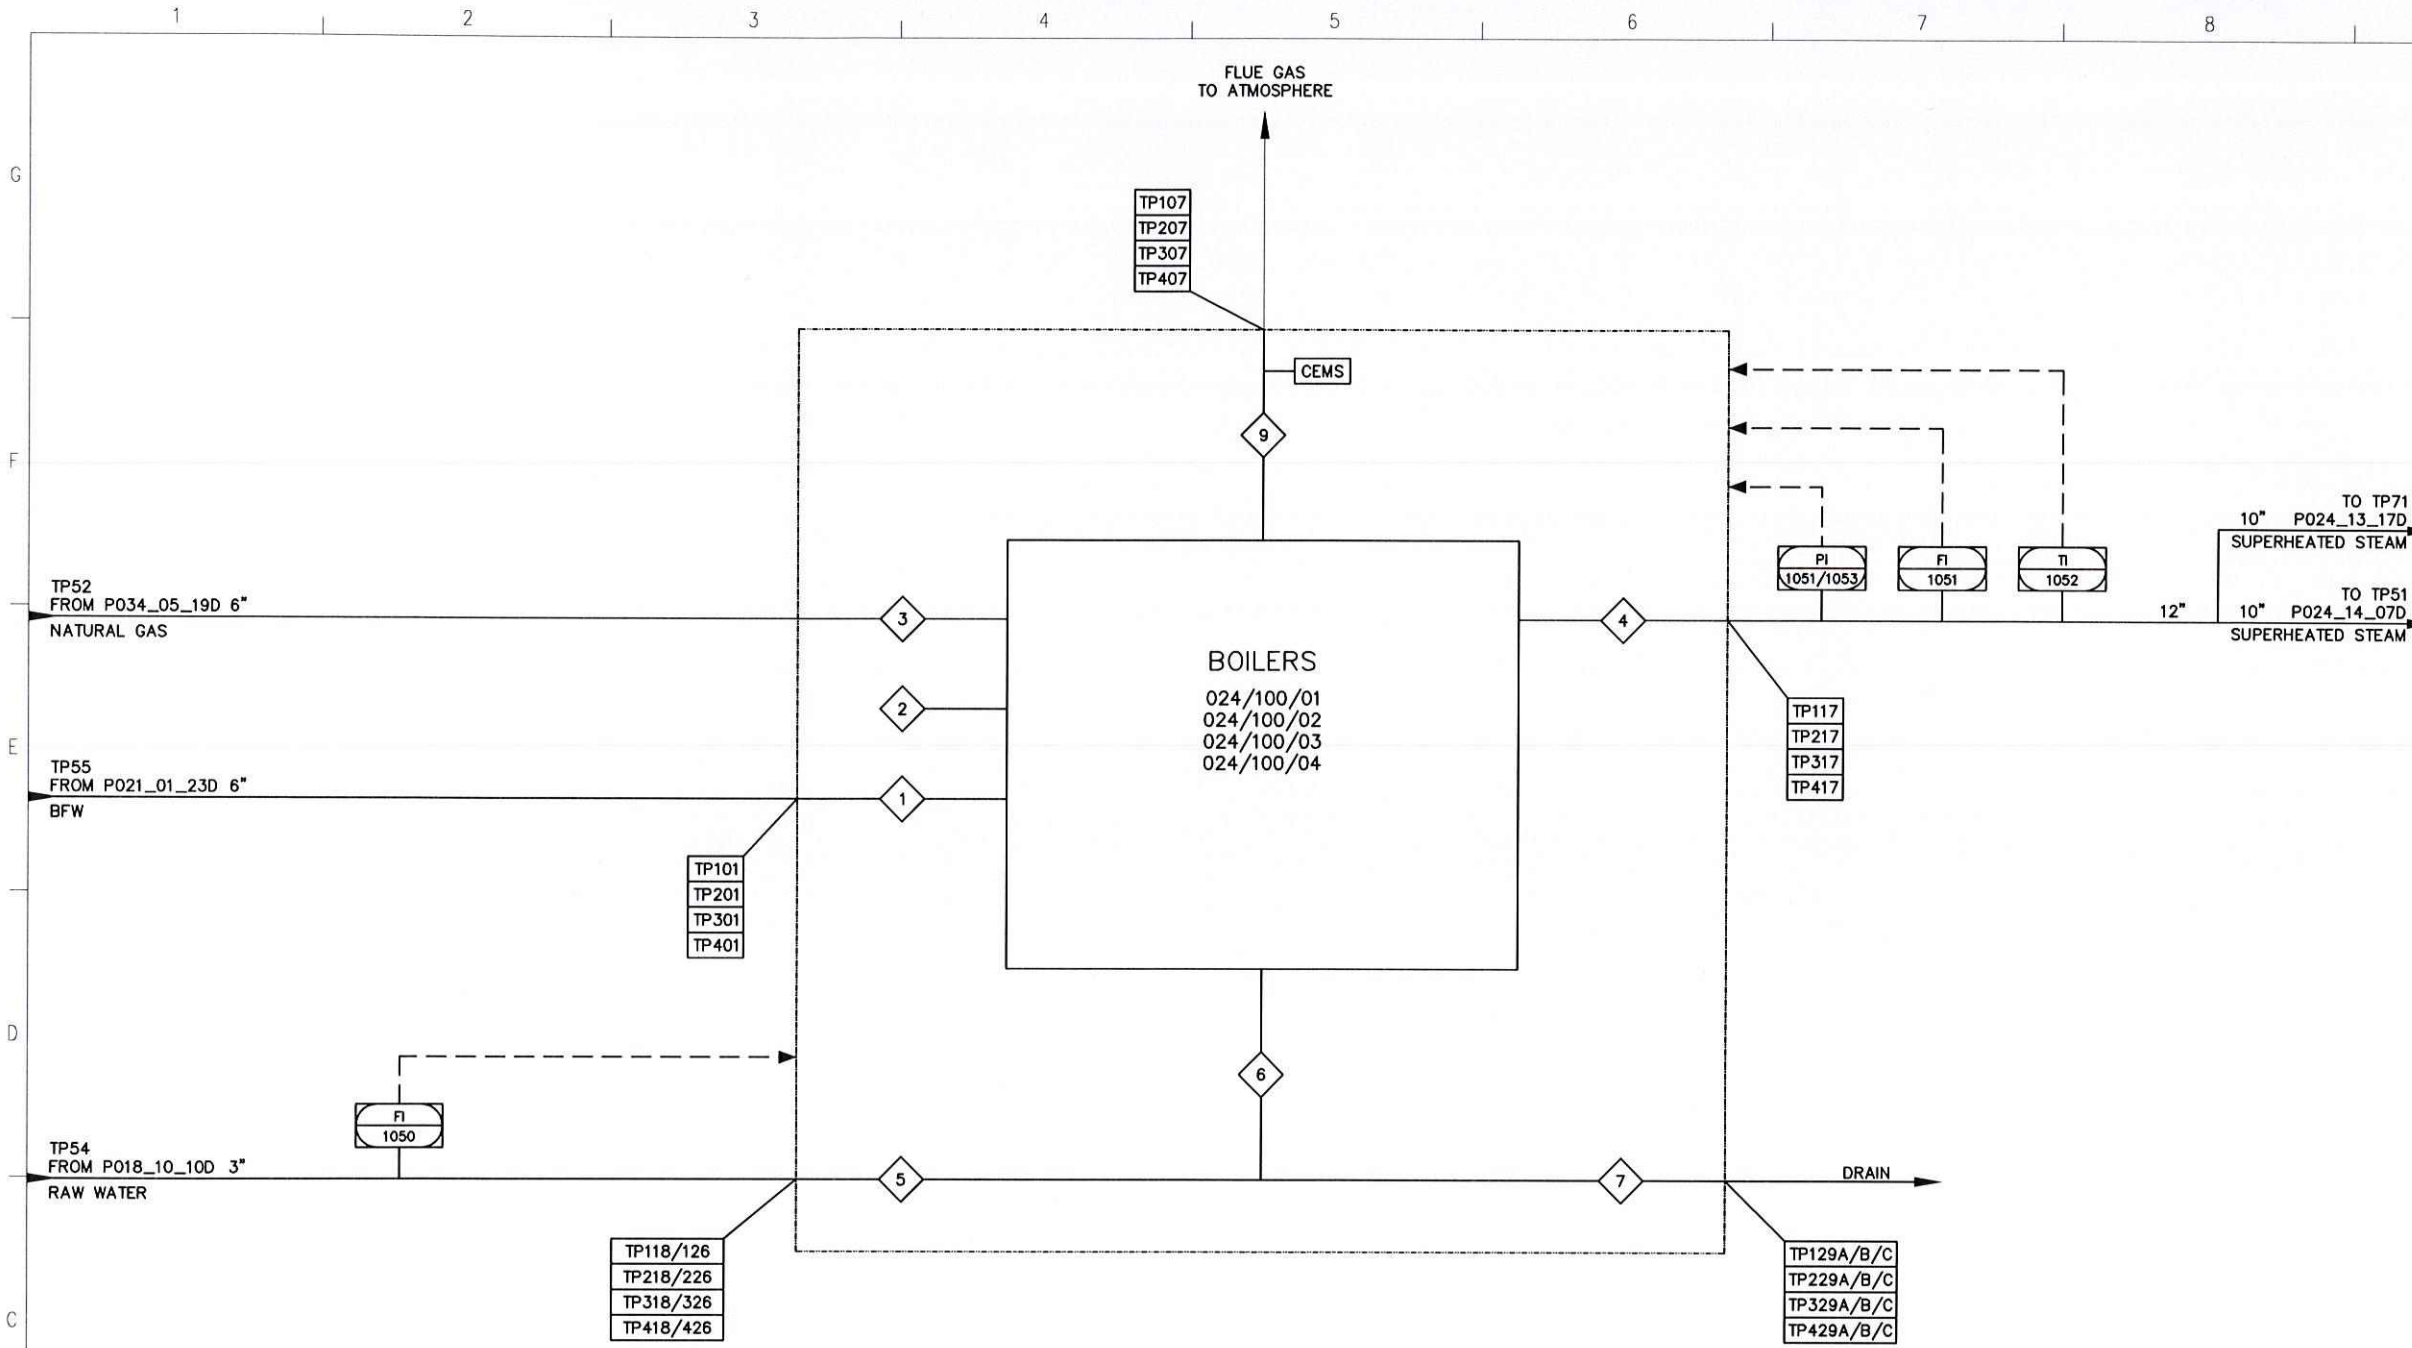 1 2 3 4 5 6 7 8
FLUE GAS
TO ATMOSPHERE
G
TP107
TP207
TP307
TP407
CEMS
9
F
TO TP71
10" P024_13_17D
SUPERHEATED STEAM
PI
1051/1053
FI
1051
TI
1052
TP52
FROM P034_05_19D 6"
NATURAL GAS
3
4
12"
TO TP51
10" P024_14_07D
SUPERHEATED STEAM
BOILERS
024/100/01
024/100/02
024/100/03
024/100/04
2
TP117
TP217
TP317
TP417
E
TP55
FROM P021_01_23D 6"
BFW
1
TP101
TP201
TP301
TP401
D
6
FI
1050
TP54
FROM P018_10_10D 3"
RAW WATER
5
7
DRAIN
TP118/126
TP218/226
TP318/326
TP418/426
TP129A/B/C
TP229A/B/C
TP329A/B/C
TP429A/B/C
C